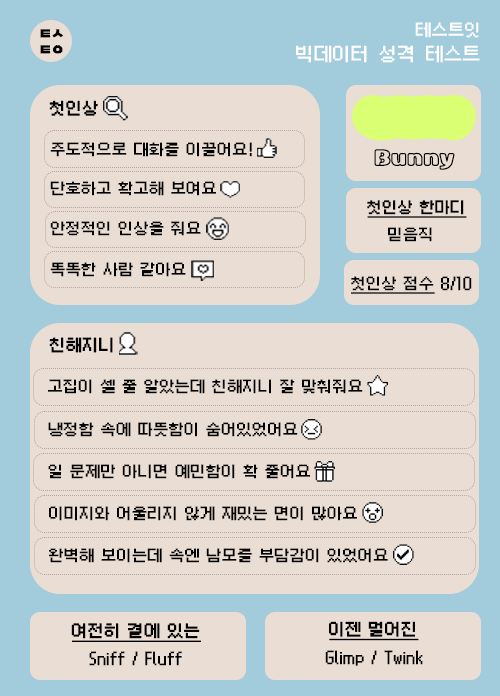 ㅌㅅ
ㅌㅇ
테스트잇
빅데이터 성격 테스트
첫인상
주도적으로 대화를 이끌어요!
단호하고 확고해 보여요
안정적인 인상을 줘요
똑똑한 사람 같아요
Bunny
첫인상 한마디
믿음직
첫인상 점수 8/10
친해지니
고집이 셀 줄 알았는데 친해지니 잘 맞춰줘요
냉정함 속에 따뜻함이 숨어있었어요
일 문제만 아니면 예민함이 확 줄어요
이미지와 어울리지 않게 재밌는 면이 많아요
완벽해 보이는데 속엔 남모를 부담감이 있었어요
여전히 곁에 있는
Sniff / Fluff
이젠 멀어진
Glimp / Twink